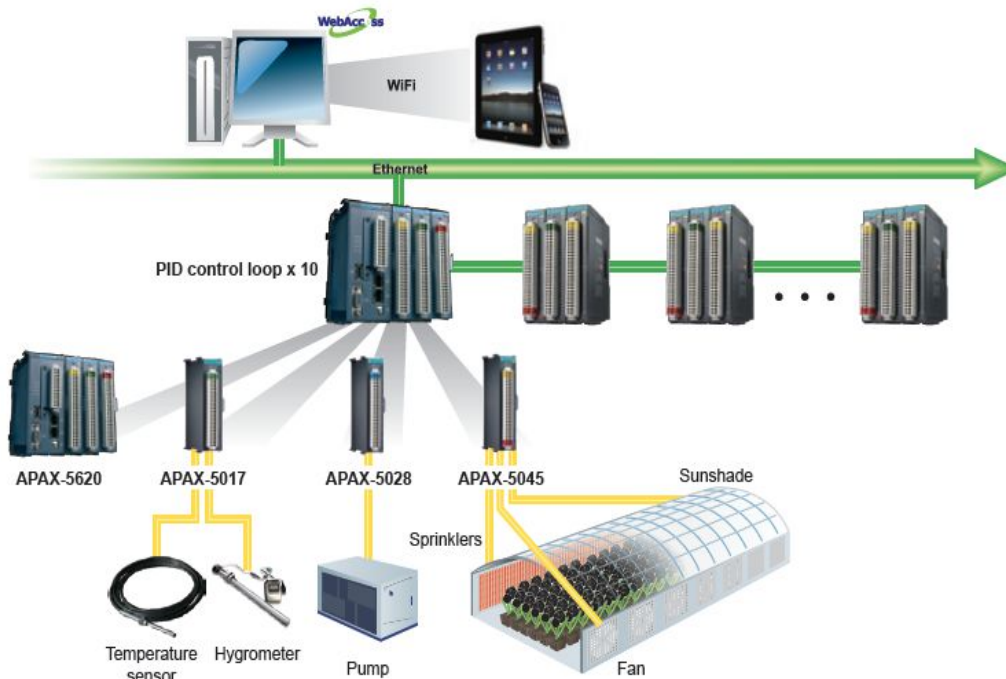 WebAccess
WiFi
Ethernet
PID control loop x 10
APAX-5620
APAX-5017
APAX-5028
APAX-5045
Sunshade
Sprinklers
Temperature
sensor
Hygrometer
Pump
Fan